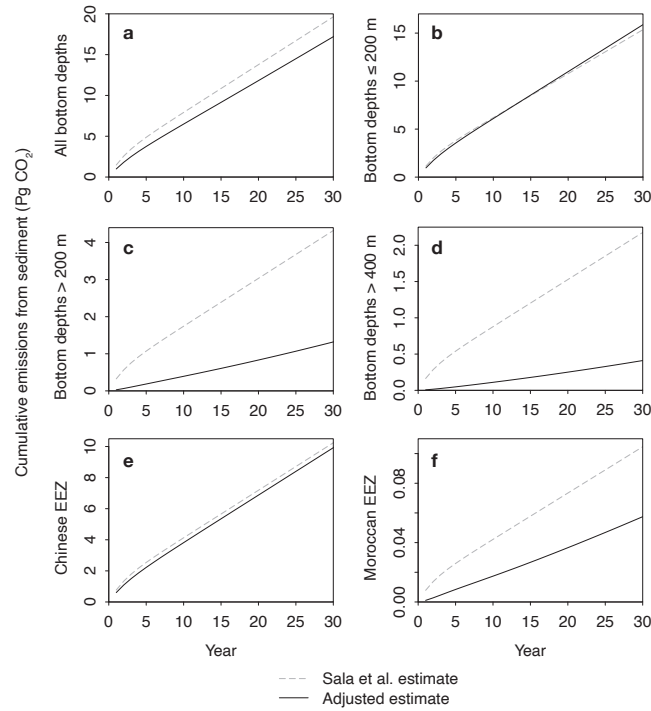 Cumulative emissions from sediment (Pg CO₂)
a
All bottom depths
0 5 10 15 20
0 5 10 15 20 25 30
b
Bottom depths ≤ 200 m
0 5 10 15
0 5 10 15 20 25 30
c
Bottom depths > 200 m
0 1 2 3 4
0 5 10 15 20 25 30
d
Bottom depths > 400 m
0.0 0.5 1.0 1.5 2.0
0 5 10 15 20 25 30
e
Chinese EEZ
0 2 4 6 8 10
0 5 10 15 20 25 30
Year
f
Moroccan EEZ
0.00 0.04 0.08
0 5 10 15 20 25 30
Year
Sala et al. estimate
Adjusted estimate